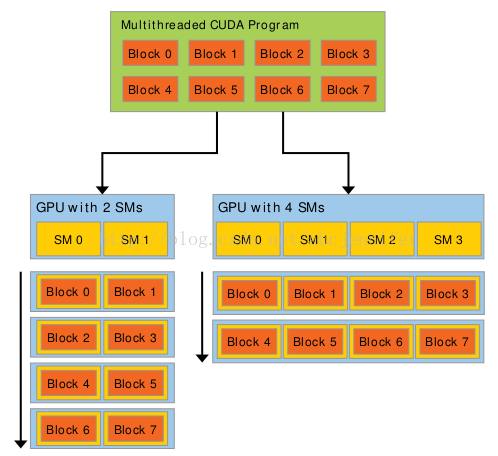 Multithreaded CUDA Program
Block 0 Block 1 Block 2 Block 3
Block 4 Block 5 Block 6 Block 7
GPU with 2 SMs
SM 0 SM 1
Block 0 Block 1
Block 2 Block 3
Block 4 Block 5
Block 6 Block 7
GPU with 4 SMs
SM 0 SM 1 SM 2 SM 3
Block 0 Block 1 Block 2 Block 3
Block 4 Block 5 Block 6 Block 7